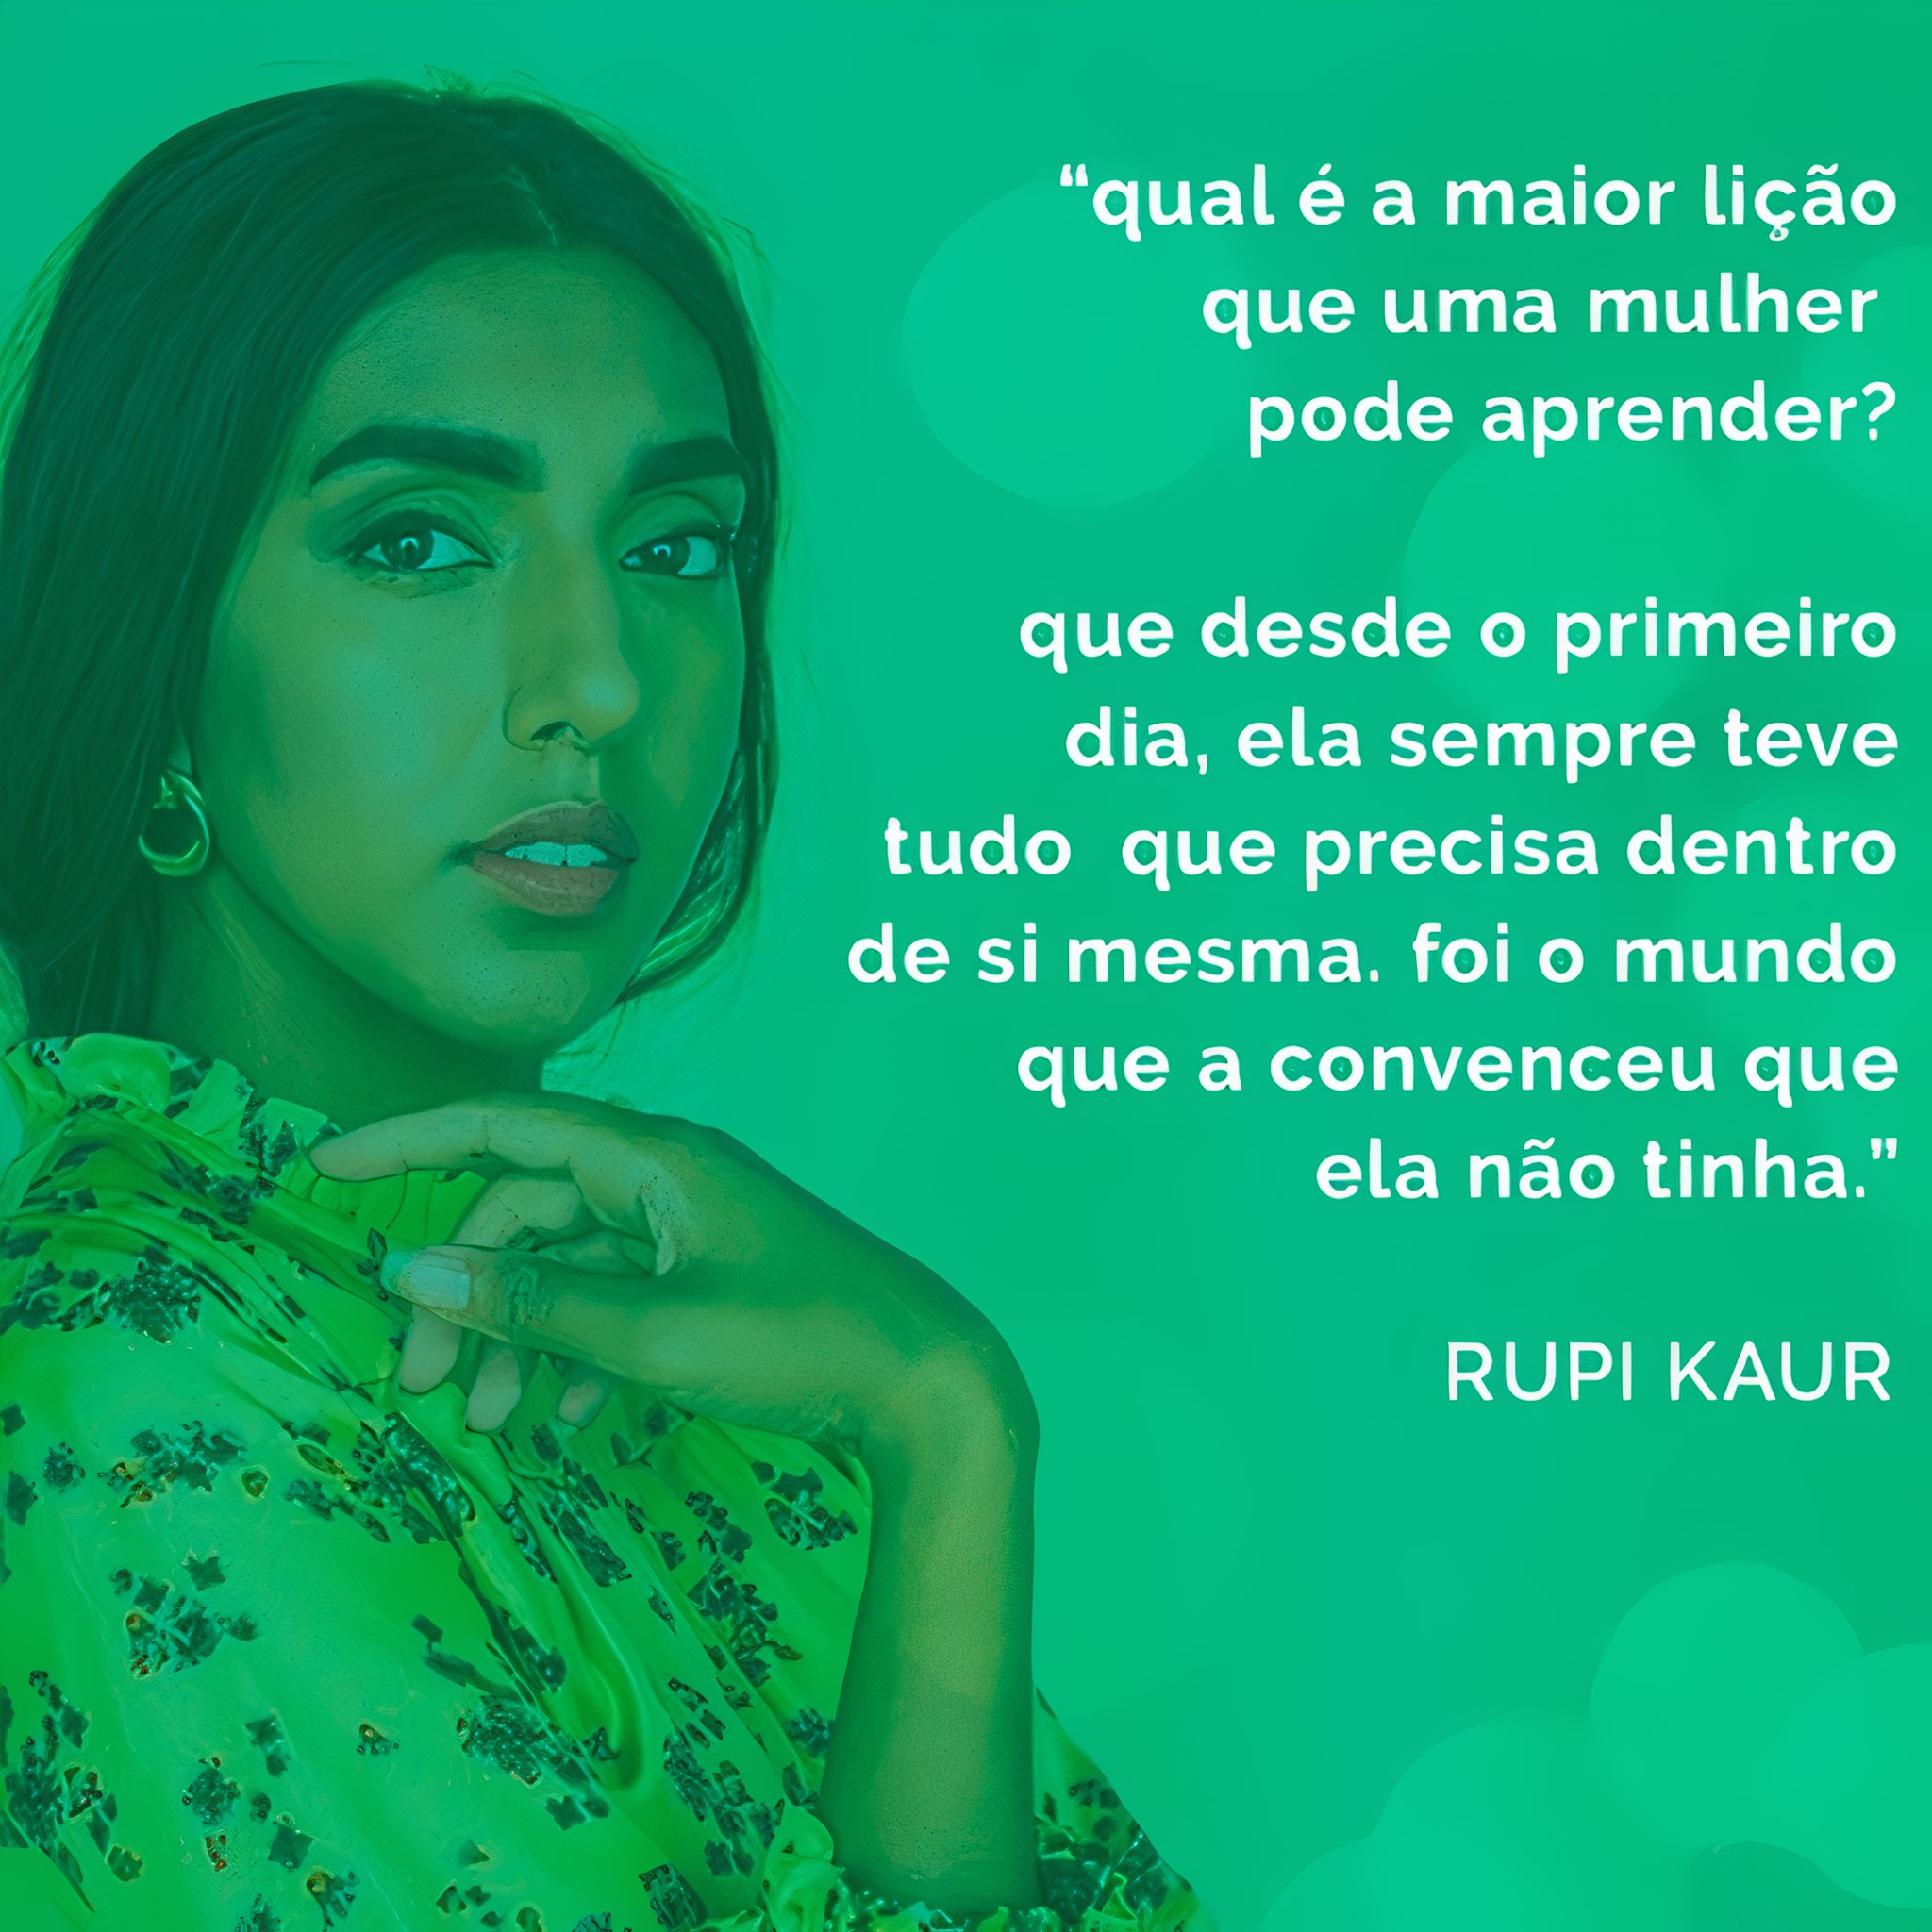 “qual é a maior lição
que uma mulher
pode aprender?
que desde o primeiro
dia, ela sempre teve
tudo que precisa dentro
de si mesma. foi o mundo
que a convenceu que
ela não tinha.”
RUPI KAUR